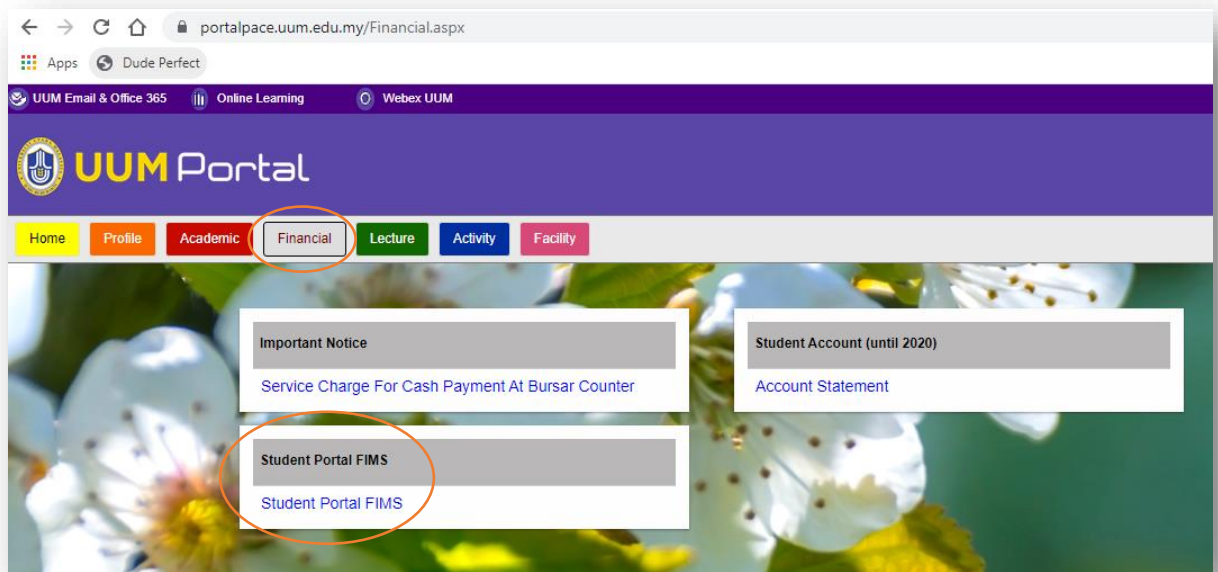 portalpace.uum.edu.my/Financial.aspx
Apps Dude Perfect
UUM Email & Office 365 Online Learning Webex UUM
UUM Portal
Home Profile Academic Financial Lecture Activity Facility
Important Notice
Service Charge For Cash Payment At Bursar Counter
Student Account (until 2020)
Account Statement
Student Portal FIMS
Student Portal FIMS